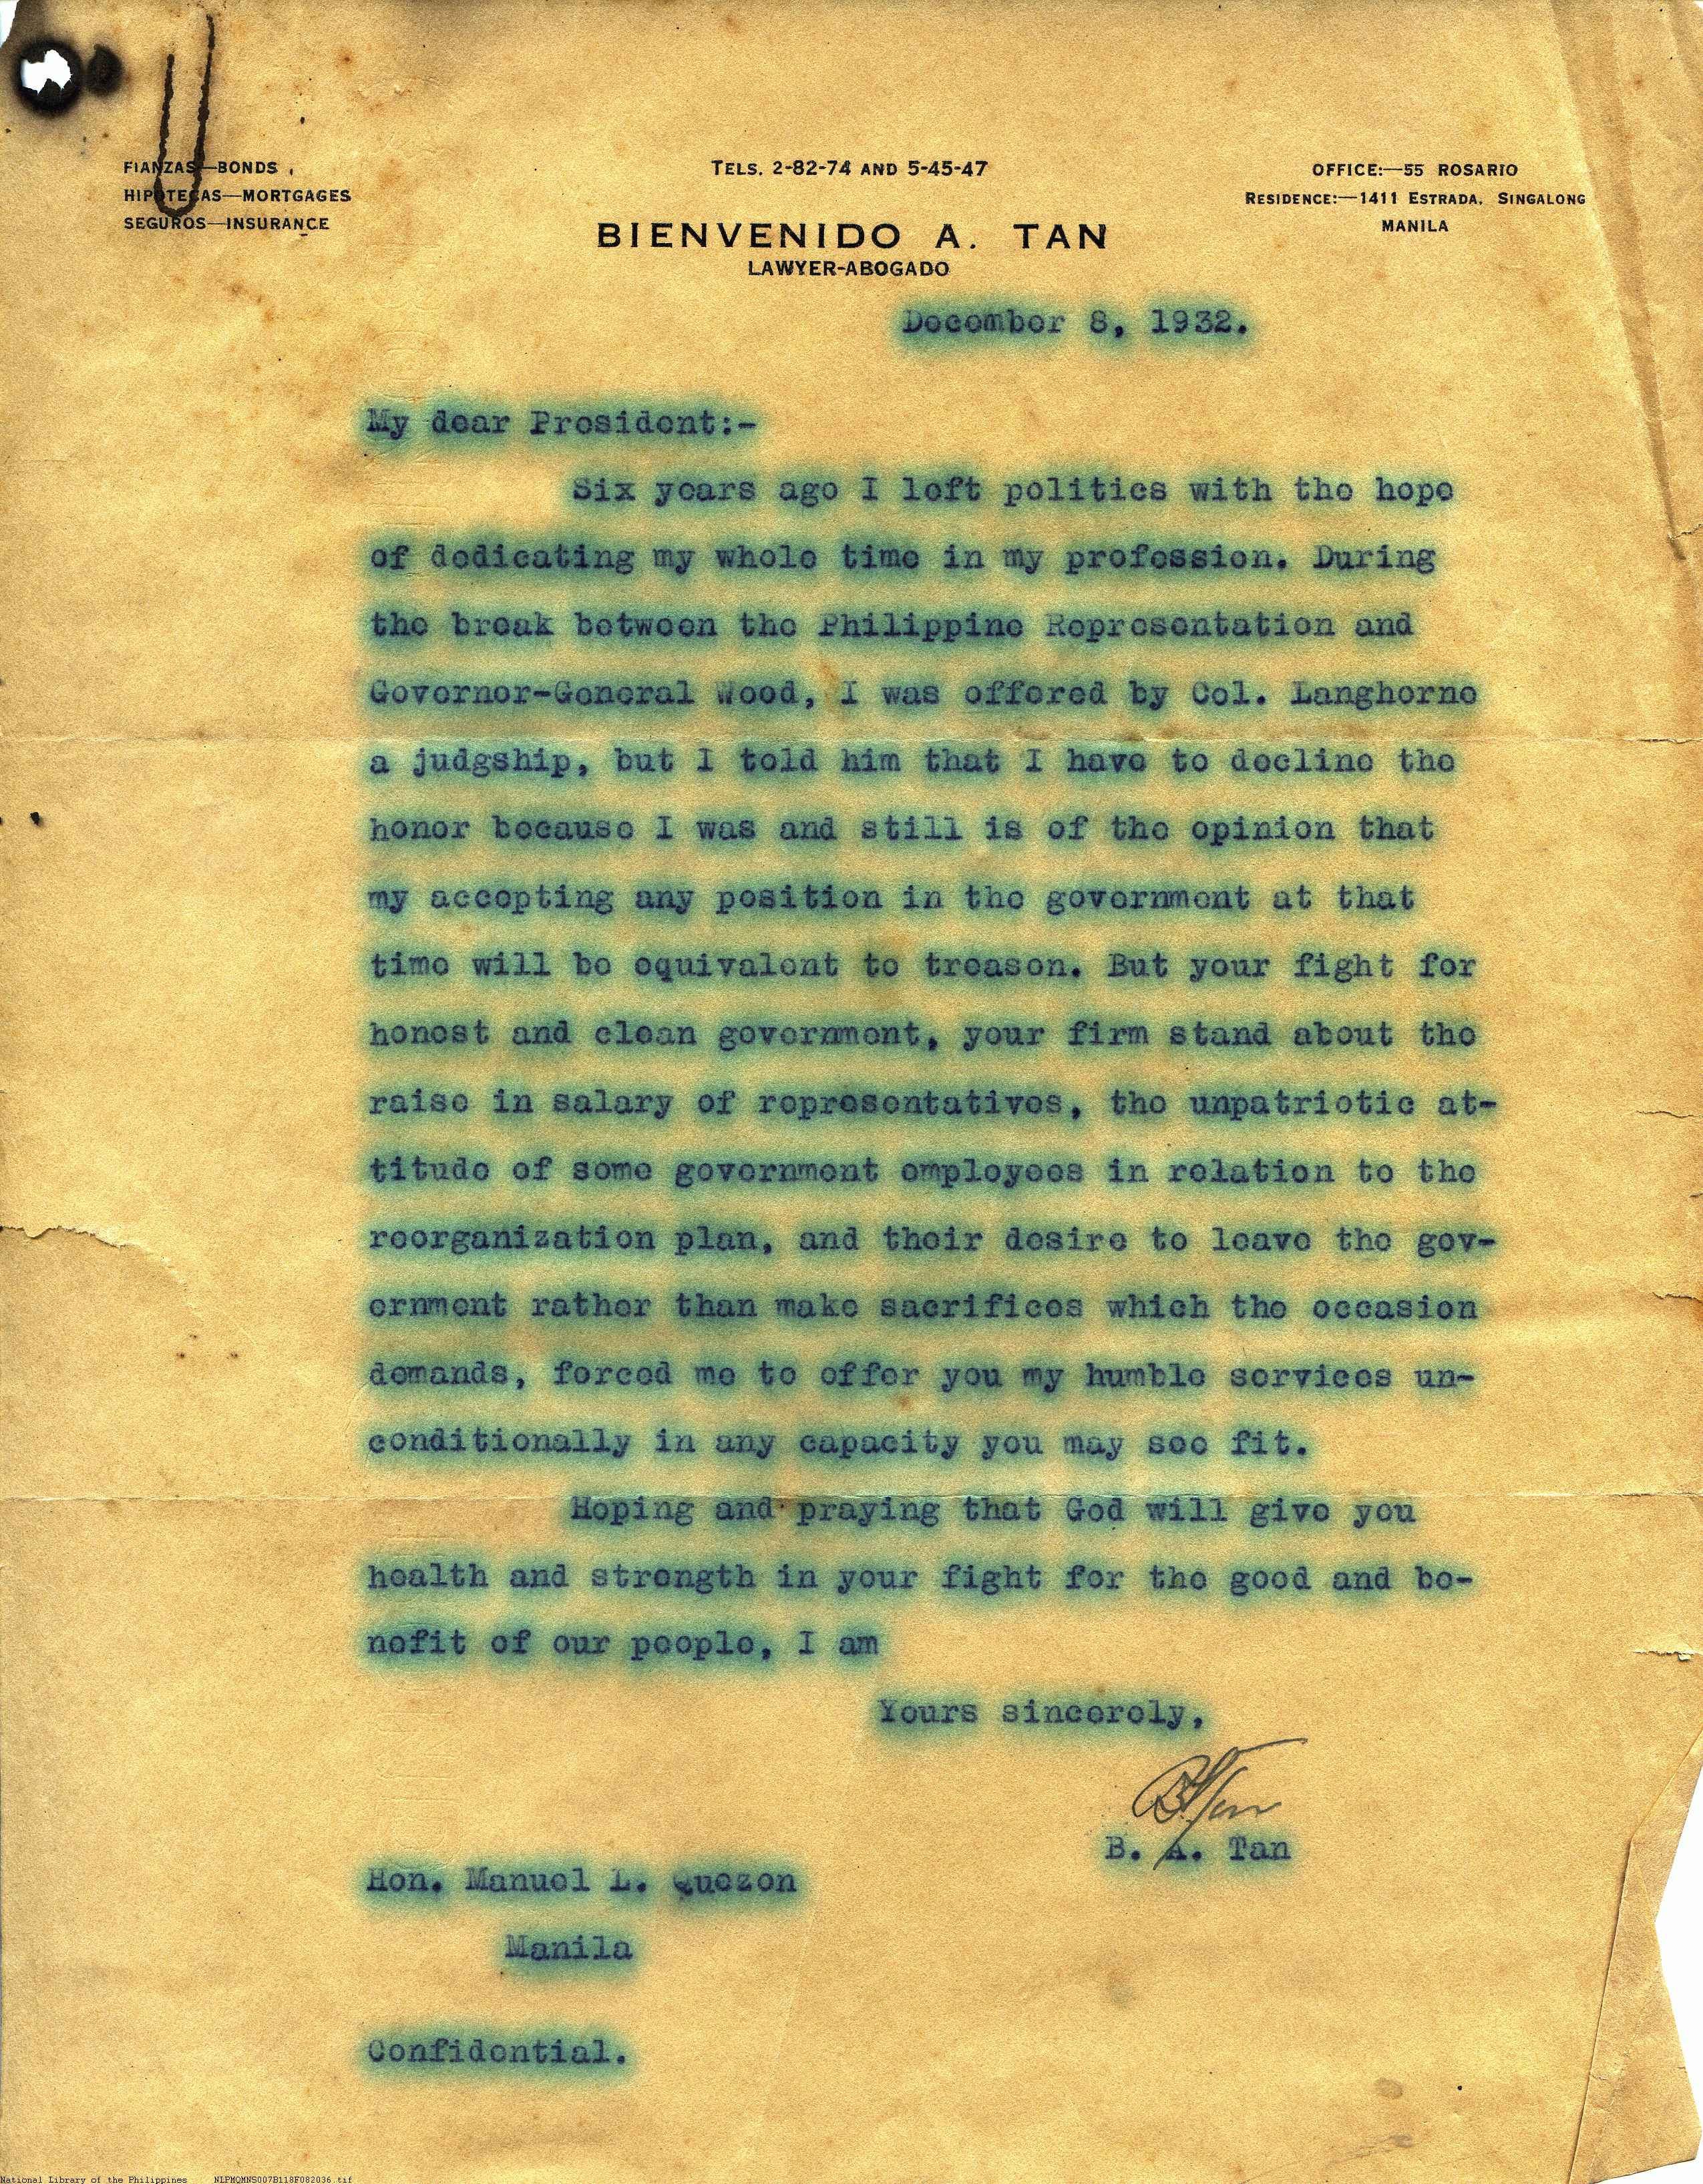 FIANZAS—BONDS
HIPOTECAS—MORTGAGES
SEGUROS—INSURANCE
TELS. 2-82-74 AND 5-45-47
BIENVENIDO A. TAN
LAWYER-ABOGADO
OFFICE:—55 ROSARIO
RESIDENCE:—1411 ESTRADA, SINGALONG
MANILA
December 8, 1932.
My dear President:-
Six years ago I left politics with the hope
of dedicating my whole time in my profession. During
the break between the Philippine Representation and
Governor-General Wood, I was offered by Col. Langhorne
a judgship, but I told him that I have to decline the
honor because I was and still is of the opinion that
my accepting any position in the government at that
time will be equivalent to treason. But your fight for
honest and clean government, your firm stand about the
raise in salary of representatives, the unpatriotic at-
titude of some government employees in relation to the
reorganization plan, and their desire to leave the gov-
ernment rather than make sacrifices which the occasion
demands, forced me to offer you my humble services un-
conditionally in any capacity you may see fit.
Hoping and praying that God will give you
health and strength in your fight for the good and be-
nefit of our people, I am
Yours sincerely,
BATan
B. A. Tan
Hon. Manuel L. Quezon
Manila
Confidential.
National Library of the Philippines NLPMQMNS007B118F082036.tif